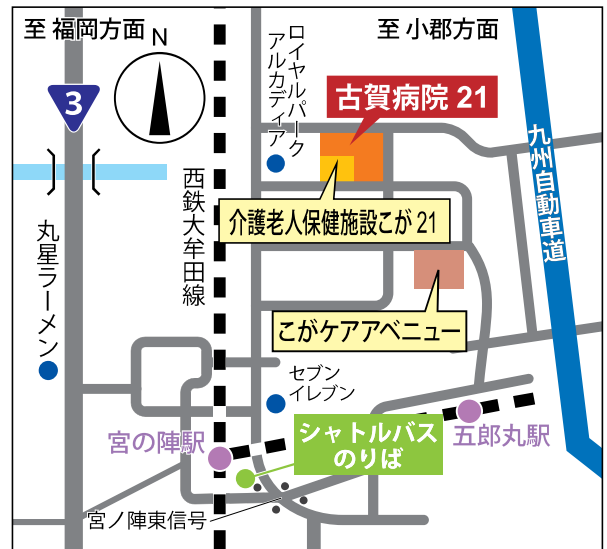 至 福岡方面
N
至 小郡方面
3
ロイヤルパーク
アルカディア
古賀病院 21
九州自動車道
西鉄大牟田線
介護老人保健施設こが 21
丸星ラーメン
こがケアアベニュー
セブン
イレブン
宮の陣駅
シャトルバス
のりば
五郎丸駅
宮ノ陣東信号